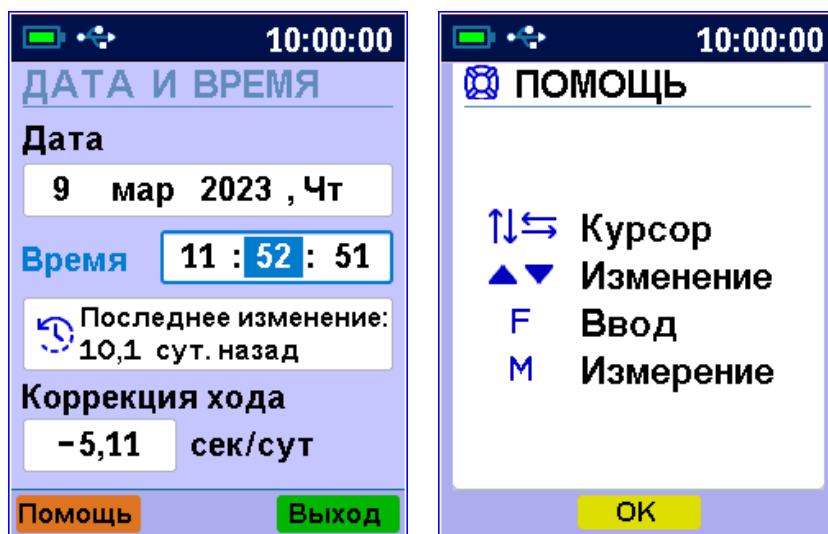 10:00:00
ДАТА И ВРЕМЯ
Дата
9 мар 2023 , Чт
Время 11 : 52 : 51
Последнее изменение:
10,1 сут. назад
Коррекция хода
-5,11 сек/сут
Помощь Выход
10:00:00
ПОМОЩЬ
↑↓⇆ Курсор
▲▼ Изменение
F Ввод
M Измерение
OK